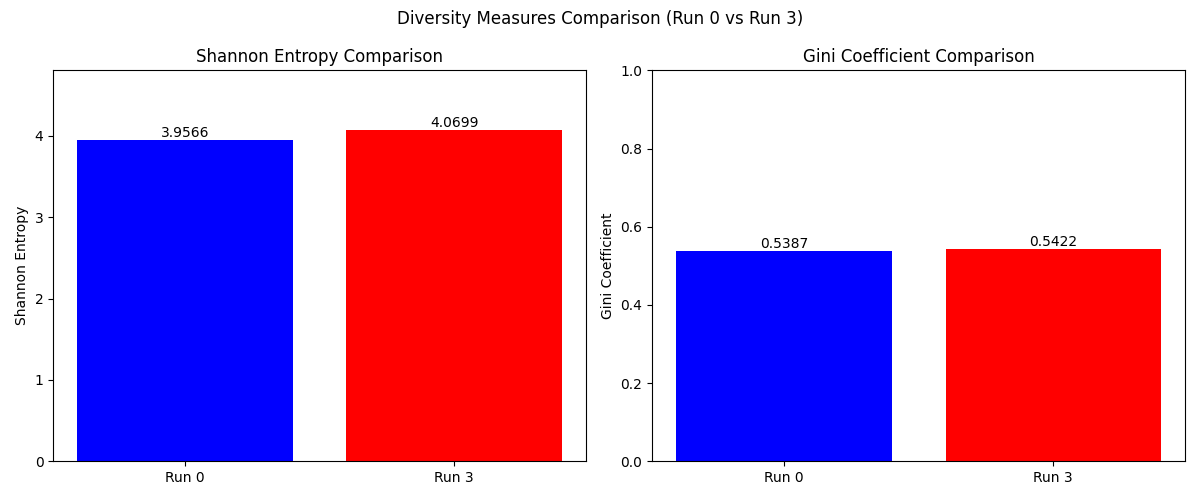 Diversity Measures Comparison (Run 0 vs Run 3)
Shannon Entropy Comparison
Shannon Entropy
4
3
2
1
0
3.9566
4.0699
Run 0
Run 3
Gini Coefficient Comparison
Gini Coefficient
1.0
0.8
0.6
0.4
0.2
0.0
0.5387
0.5422
Run 0
Run 3